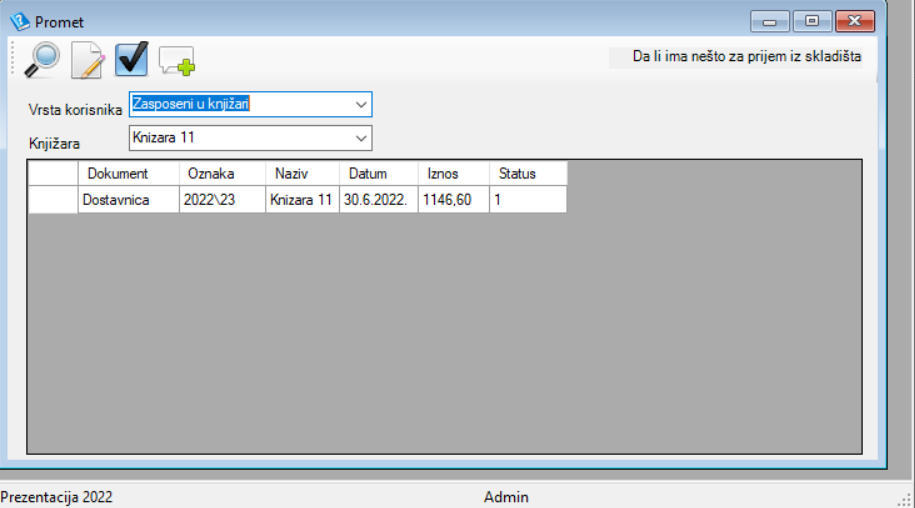 Promet
Da li ima nešto za prijem iz skladišta
Vrsta korisnika Zasposeni u knjižari
Knjižara Knizara 11
Dokument Oznaka Naziv Datum Iznos Status
Dostavnica 2022\23 Knizara 11 30.6.2022. 1146,60 1
Prezentacija 2022 Admin